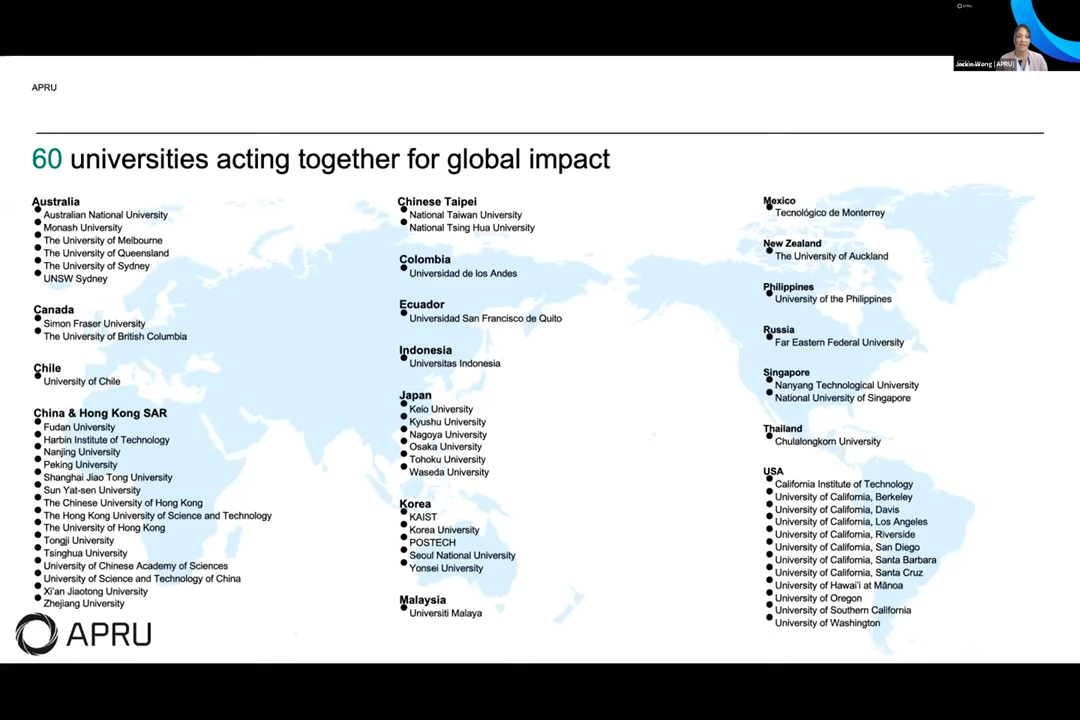 APRU
Jackie Wong [APRU]
APRU
60 universities acting together for global impact
Australia
Australian National University
Monash University
The University of Melbourne
The University of Queensland
The University of Sydney
UNSW Sydney
Canada
Simon Fraser University
The University of British Columbia
Chile
University of Chile
China & Hong Kong SAR
Fudan University
Harbin Institute of Technology
Nanjing University
Peking University
Shanghai Jiao Tong University
Sun Yat-sen University
The Chinese University of Hong Kong
The Hong Kong University of Science and Technology
The University of Hong Kong
Tongji University
Tsinghua University
University of Chinese Academy of Sciences
University of Science and Technology of China
Xi'an Jiaotong University
Zhejiang University
Chinese Taipei
National Taiwan University
National Tsing Hua University
Colombia
Universidad de los Andes
Ecuador
Universidad San Francisco de Quito
Indonesia
Universitas Indonesia
Japan
Keio University
Kyushu University
Nagoya University
Osaka University
Tohoku University
Waseda University
Korea
KAIST
Korea University
POSTECH
Seoul National University
Yonsei University
Malaysia
Universiti Malaya
Mexico
Tecnológico de Monterrey
New Zealand
The University of Auckland
Philippines
University of the Philippines
Russia
Far Eastern Federal University
Singapore
Nanyang Technological University
National University of Singapore
Thailand
Chulalongkorn University
USA
California Institute of Technology
University of California, Berkeley
University of California, Davis
University of California, Los Angeles
University of California, Riverside
University of California, San Diego
University of California, Santa Barbara
University of California, Santa Cruz
University of Hawai'i at Mānoa
University of Oregon
University of Southern California
University of Washington
APRU